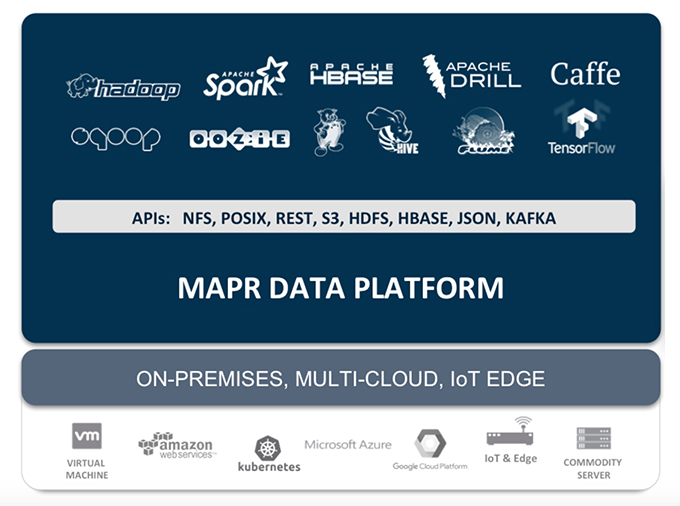 hadoop
APACHE
Spark™
APACHE
HBASE
APACHE
DRILL
Caffe
sqoop
OOZIE
HIVE
FLUME
TensorFlow
APIs: NFS, POSIX, REST, S3, HDFS, HBASE, JSON, KAFKA
MAPR DATA PLATFORM
ON-PREMISES, MULTI-CLOUD, IoT EDGE
vm
VIRTUAL
MACHINE
amazon
web services™
kubernetes
Microsoft Azure
Google Cloud Platform
IoT & Edge
COMMODITY
SERVER